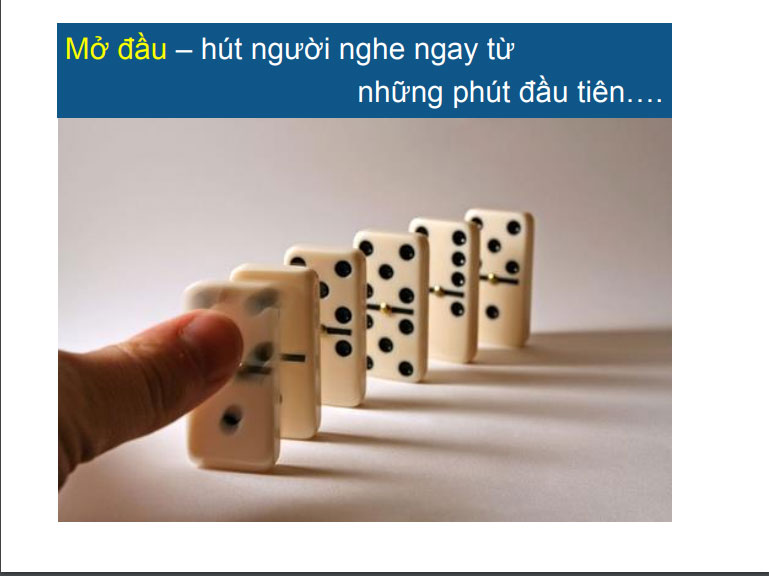 Mở đầu – hút người nghe ngay từ
những phút đầu tiên….